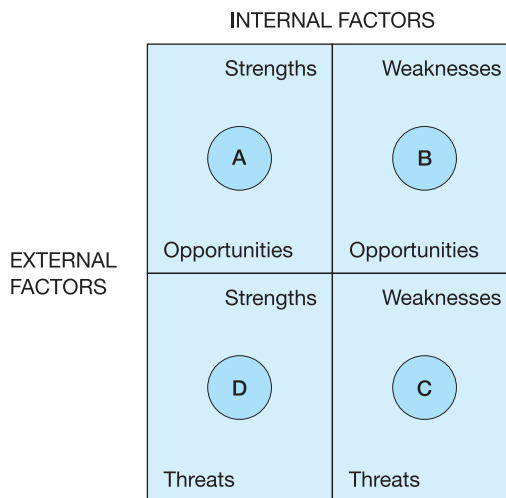 INTERNAL FACTORS
Strengths
Weaknesses
A
B
Opportunities
Opportunities
EXTERNAL
FACTORS
Strengths
Weaknesses
D
C
Threats
Threats